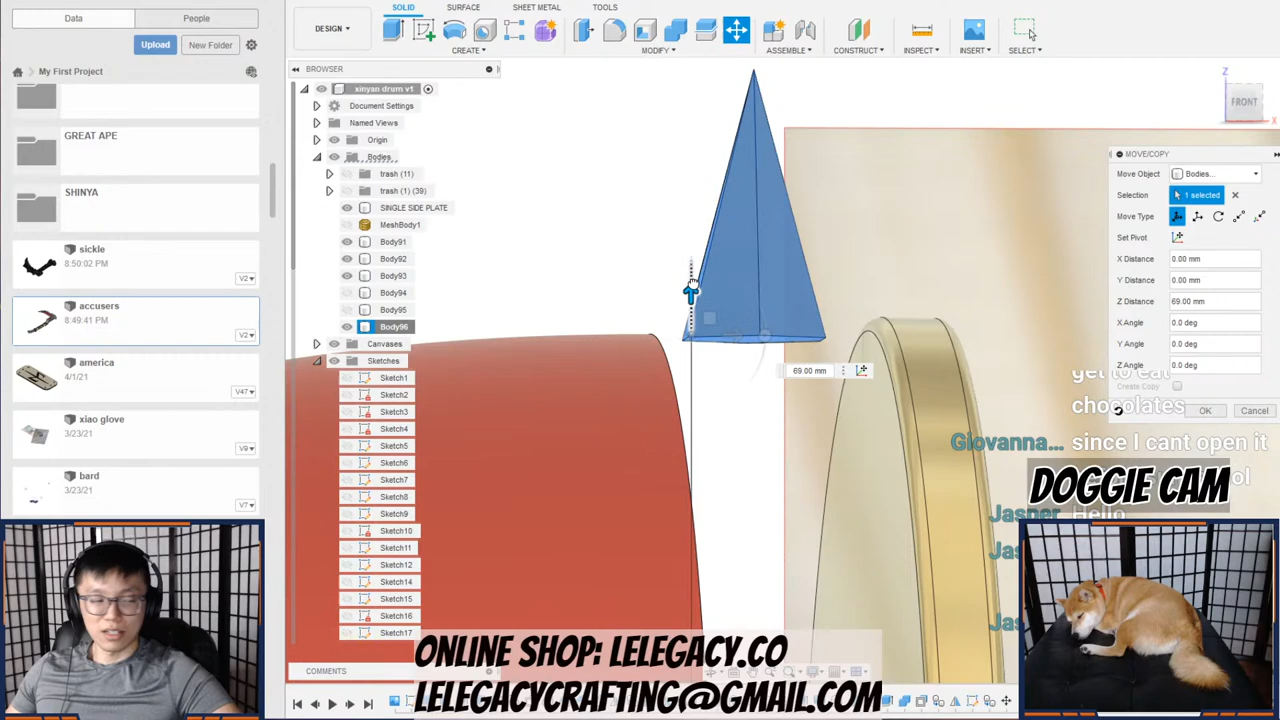 Data
People
Upload
New Folder
My First Project
GREAT APE
SHINYA
sickle
8:50:02 PM
V2
accusers
8:49:41 PM
V2
america
4/1/21
V47
xiao glove
3/23/21
V9
bard
3/23/21
V7
DESIGN
SOLID
SURFACE
SHEET METAL
TOOLS
CREATE
MODIFY
ASSEMBLE
CONSTRUCT
INSPECT
INSERT
SELECT
BROWSER
xinyan drum v1
Document Settings
Named Views
Origin
Bodies
trash (11)
trash (1) (39)
SINGLE SIDE PLATE
MeshBody1
Body91
Body92
Body93
Body94
Body95
Body96
Canvases
Sketches
Sketch1
Sketch2
Sketch3
Sketch4
Sketch5
Sketch6
Sketch7
Sketch8
Sketch9
Sketch10
Sketch11
Sketch12
Sketch14
Sketch15
Sketch16
Sketch17
COMMENTS
69.00 mm
Z
FRONT
X
MOVE/COPY
Move Object
Bodies...
Selection
1 selected
Move Type
Set Pivot
X Distance
0.00 mm
Y Distance
0.00 mm
Z Distance
69.00 mm
X Angle
0.0 deg
Y Angle
0.0 deg
Z Angle
0.0 deg
Create Copy
OK
Cancel
get to eat
chocolates
Giovanna... since I cant open it
DOGGIE CAM
Jasper Hello
ONLINE SHOP: LELEGACY.CO
LELEGACYCRAFTING@GMAIL.COM